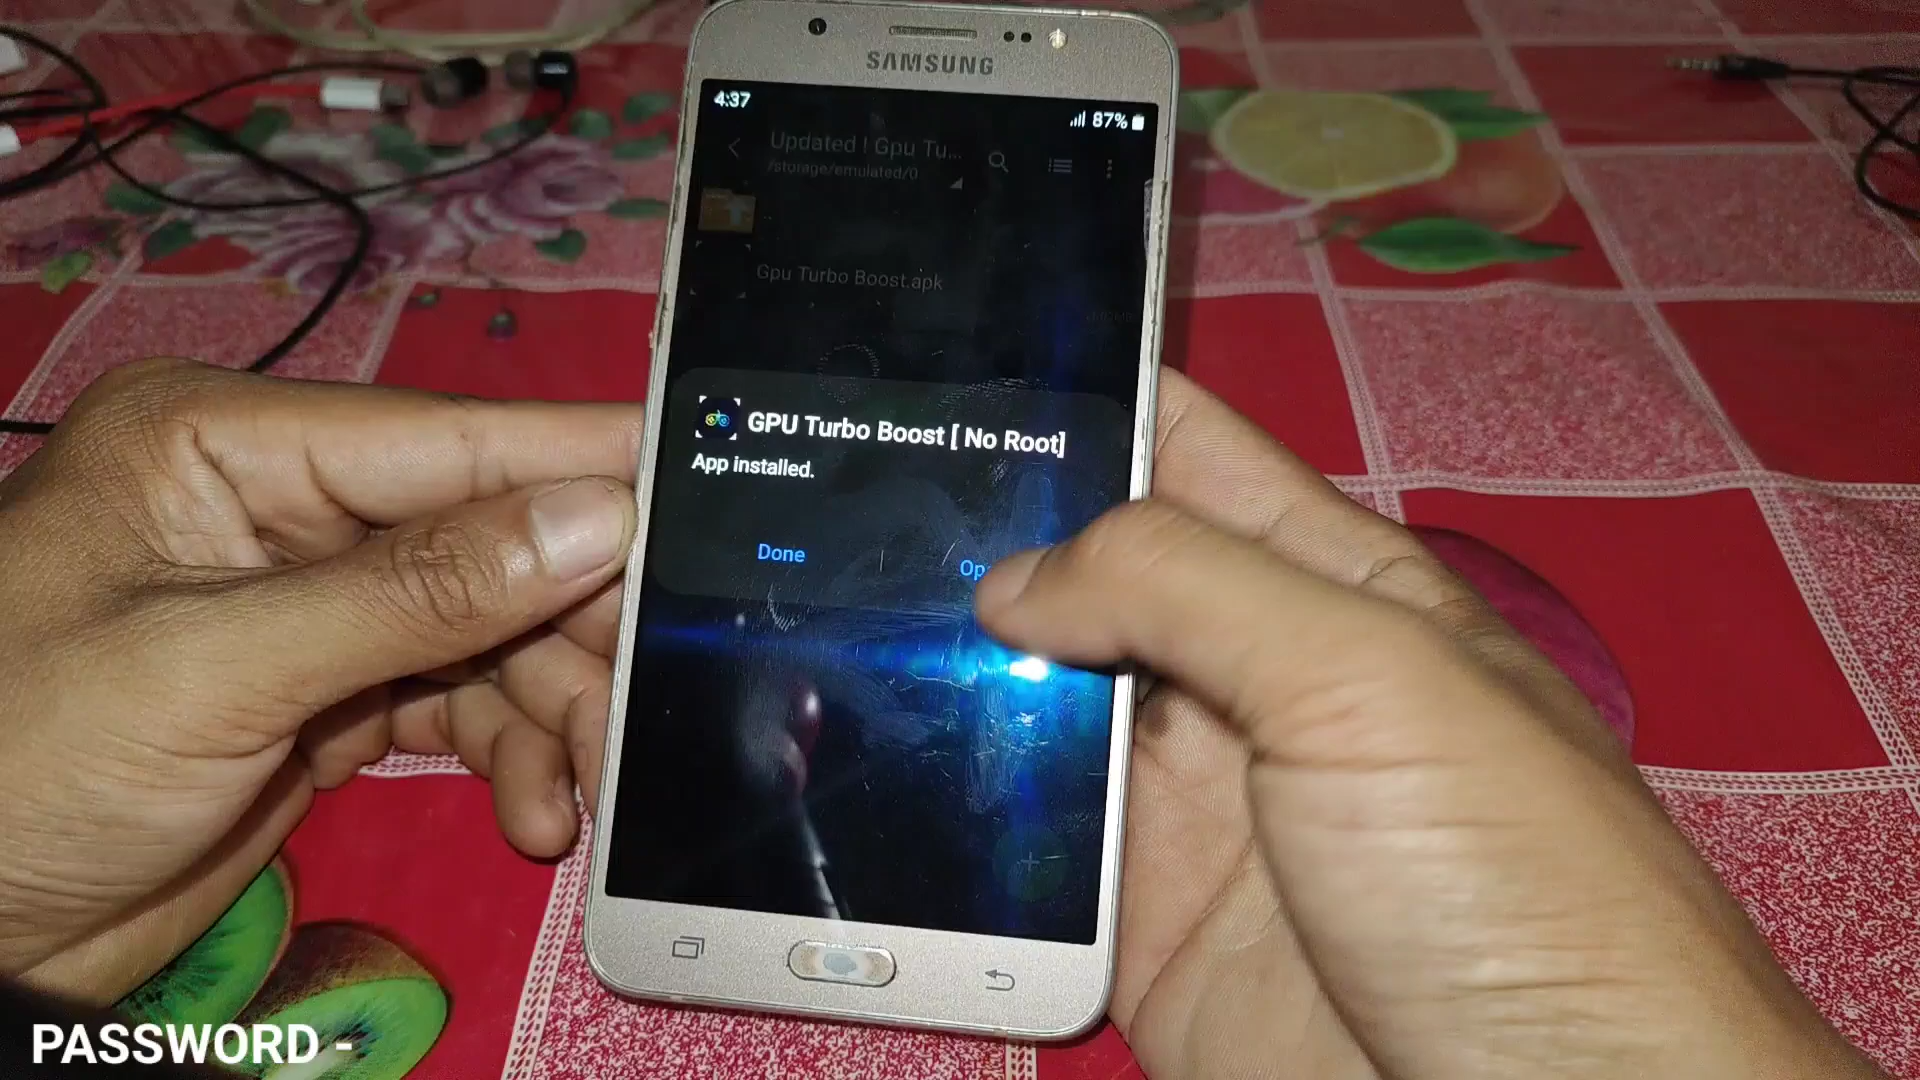 SAMSUNG
4:37
87%
Updated ! Gpu Tu...
/storage/emulated/0
Gpu Turbo Boost.apk
GPU Turbo Boost [ No Root]
App installed.
Done
PASSWORD -